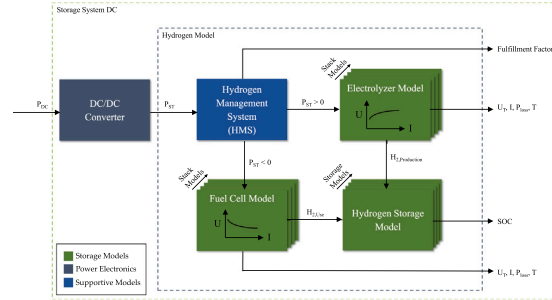 Storage System DC
Hydrogen Model
Fulfillment Factor
Stack
Models
P_DC
DC/DC
Converter
P_ST
Hydrogen
Management
System
(HMS)
P_ST > 0
Electrolyzer Model
U
I
U_T, I, P_loss, T
P_ST < 0
H_2,Production
Stack
Models
Storage
Models
Fuel Cell Model
U
I
H_2,Use
Hydrogen Storage
Model
SOC
Storage Models
Power Electronics
Supportive Models
U_T, I, P_loss, T